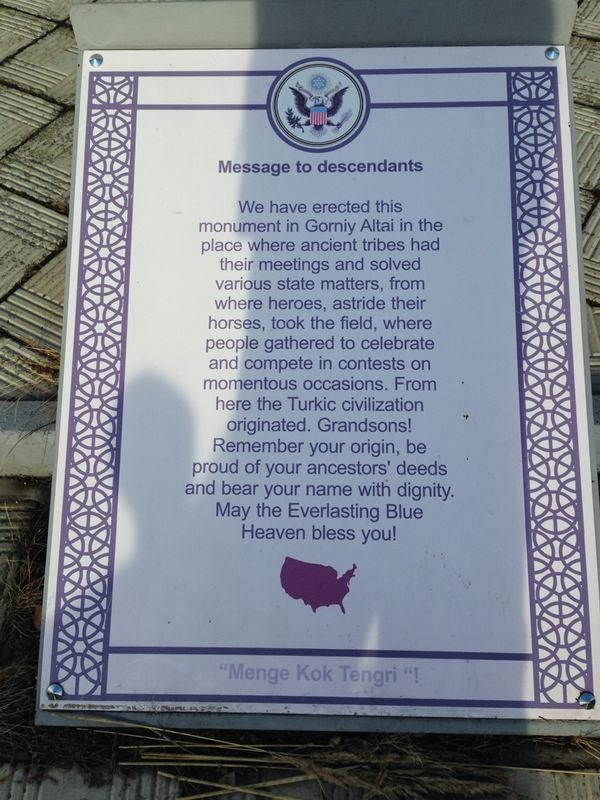 Message to descendants
We have erected this
monument in Gorniy Altai in the
place where ancient tribes had
their meetings and solved
various state matters, from
where heroes, astride their
horses, took the field, where
people gathered to celebrate
and compete in contests on
momentous occasions. From
here the Turkic civilization
originated. Grandsons!
Remember your origin, be
proud of your ancestors' deeds
and bear your name with dignity.
May the Everlasting Blue
Heaven bless you!
“Menge Kok Tengri “!